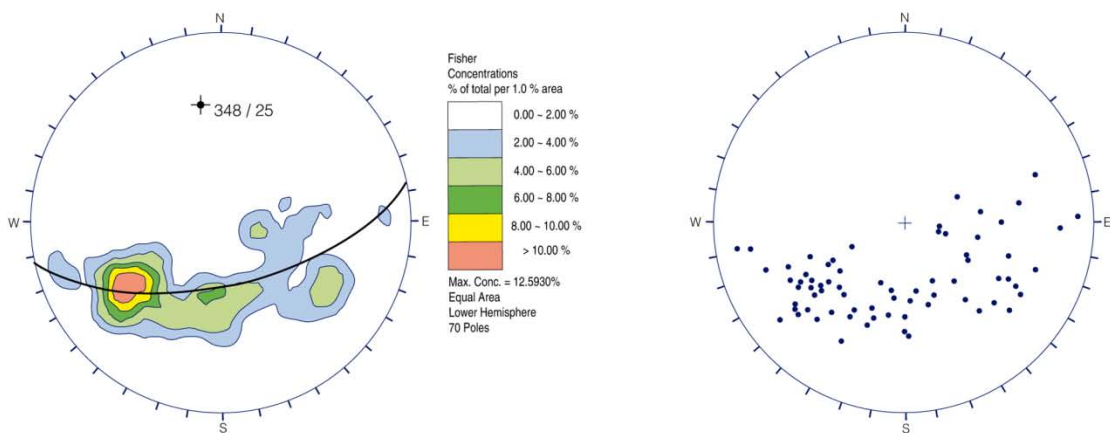 N
W
E
S
348 / 25
Fisher
Concentrations
% of total per 1.0 % area
0.00 ~ 2.00 %
2.00 ~ 4.00 %
4.00 ~ 6.00 %
6.00 ~ 8.00 %
8.00 ~ 10.00 %
> 10.00 %
Max. Conc. = 12.5930%
Equal Area
Lower Hemisphere
70 Poles
N
W
E
S